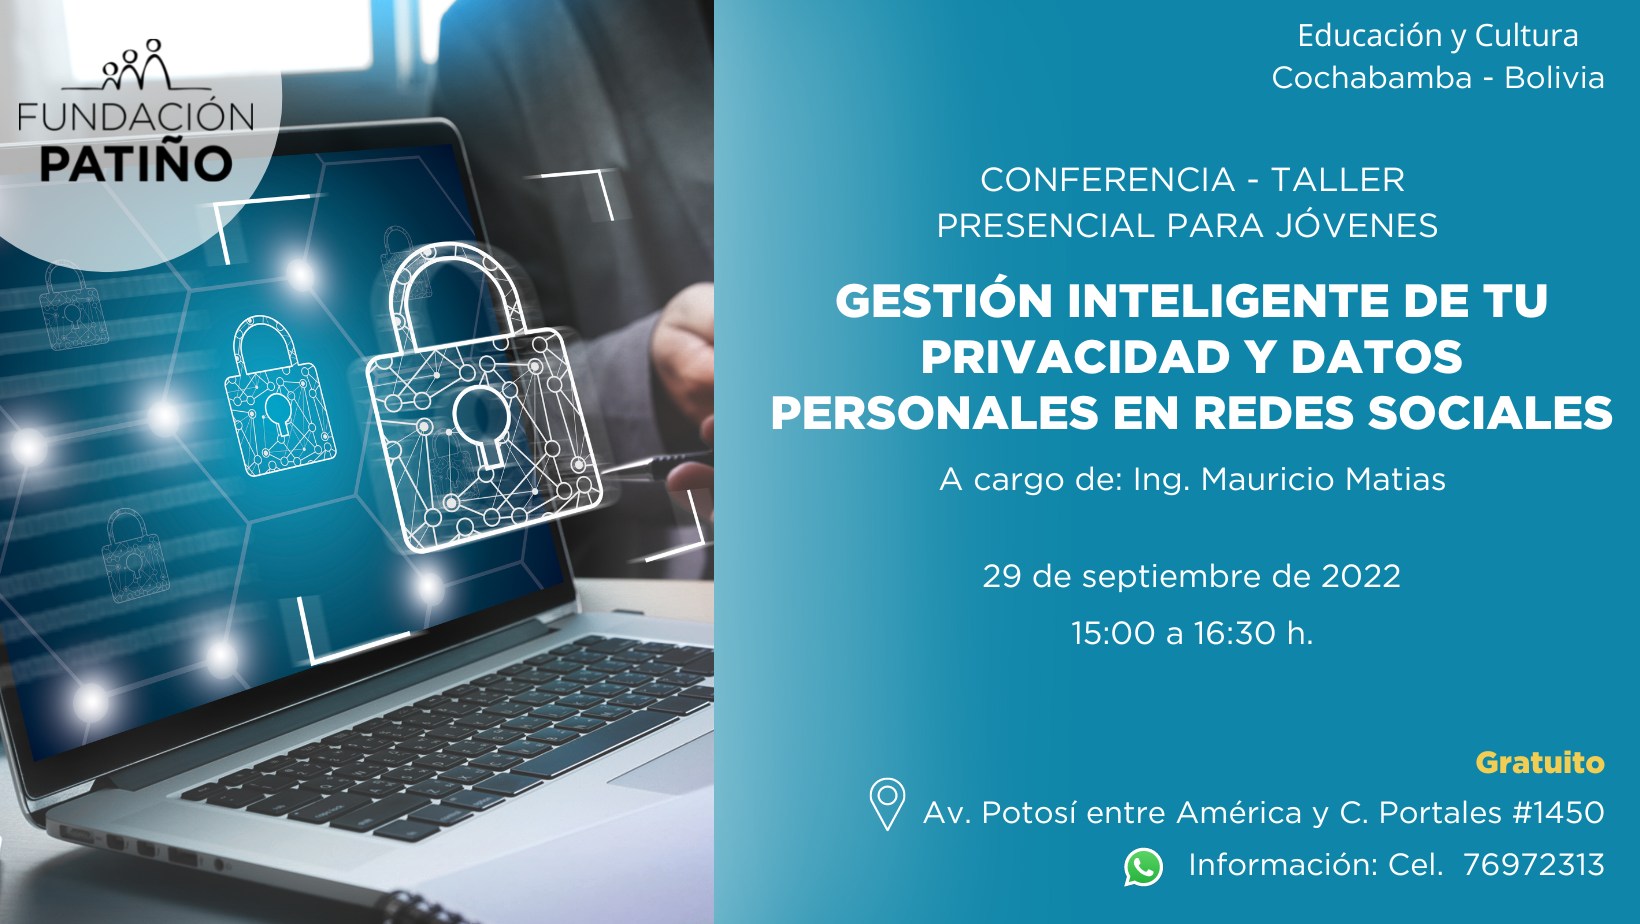 FUNDACIÓN
PATIÑO
Educación y Cultura
Cochabamba - Bolivia
CONFERENCIA - TALLER
PRESENCIAL PARA JÓVENES
GESTIÓN INTELIGENTE DE TU
PRIVACIDAD Y DATOS
PERSONALES EN REDES SOCIALES
A cargo de: Ing. Mauricio Matias
29 de septiembre de 2022
15:00 a 16:30 h.
Gratuito
Av. Potosí entre América y C. Portales #1450
Información: Cel. 76972313